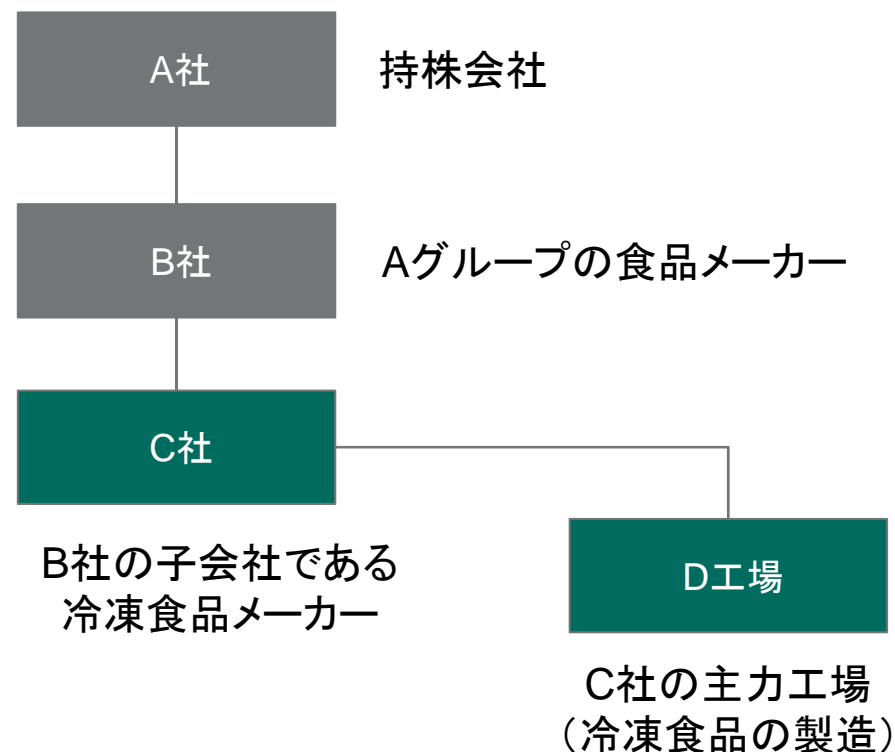 A社
持株会社
B社
Aグループの食品メーカー
C社
B社の子会社である
冷凍食品メーカー
D工場
C社の主力工場
（冷凍食品の製造）